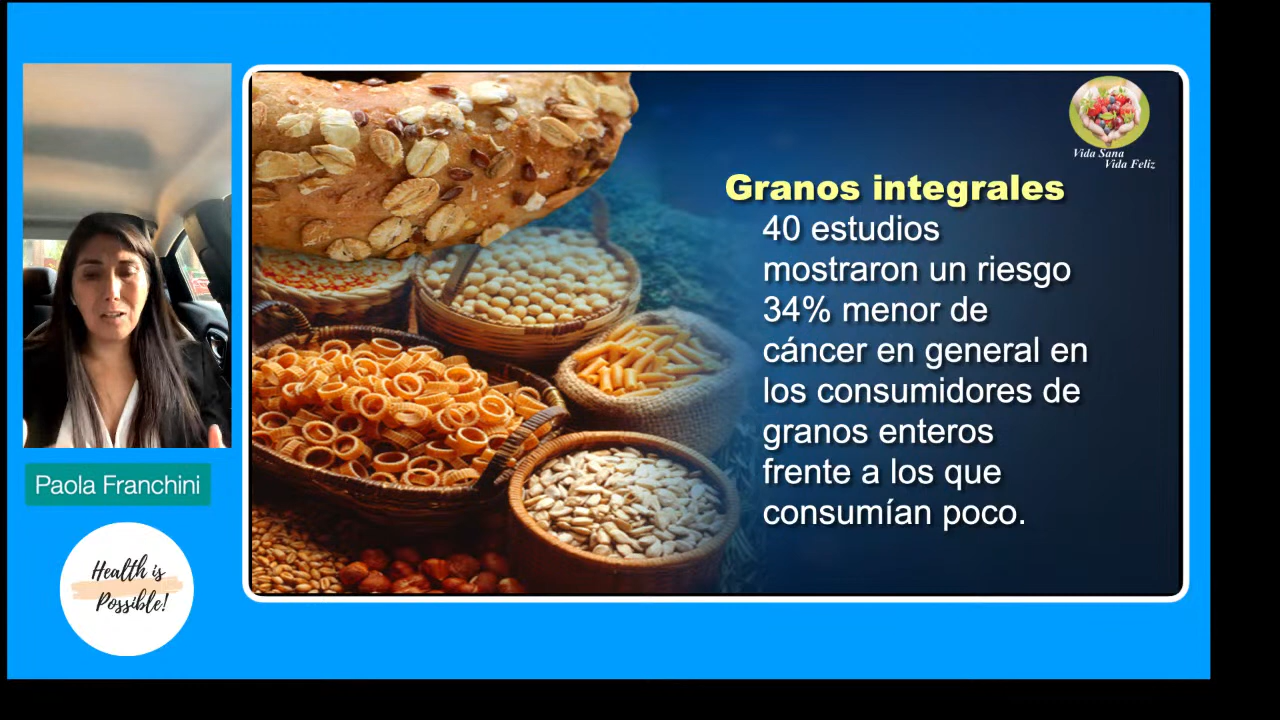 Vida Sana
Vida Feliz
Granos integrales
40 estudios
mostraron un riesgo
34% menor de
cáncer en general en
los consumidores de
granos enteros
frente a los que
consumían poco.
Paola Franchini
Health is
Possible!